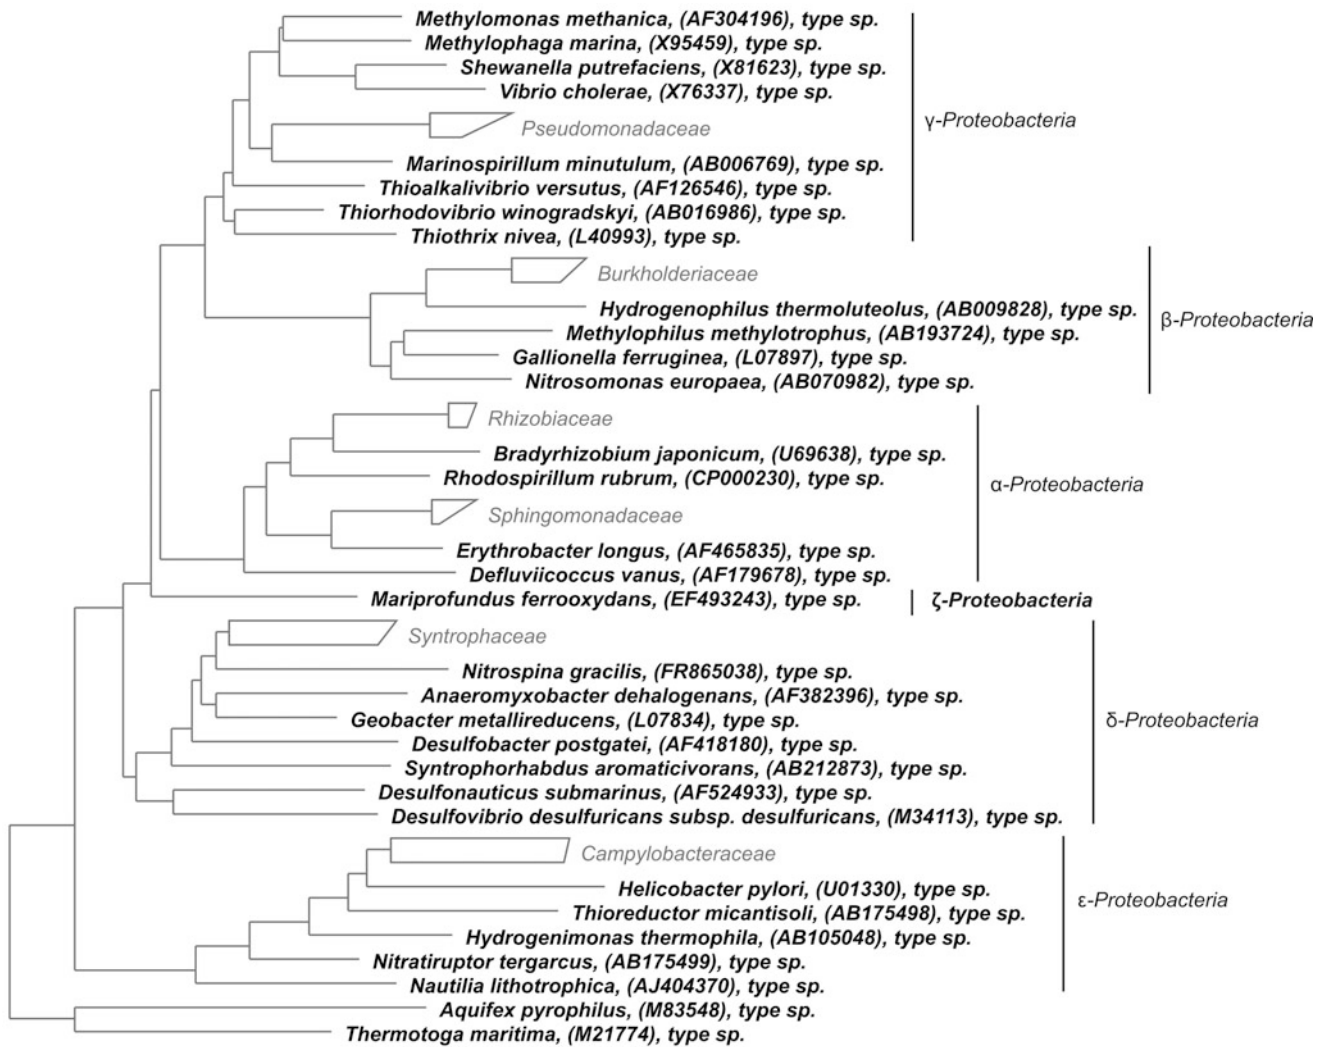 Methylomonas methanica, (AF304196), type sp.
Methylophaga marina, (X95459), type sp.
Shewanella putrefaciens, (X81623), type sp.
Vibrio cholerae, (X76337), type sp.
γ-Proteobacteria
Pseudomonadaceae
Marinospirillum minutulum, (AB006769), type sp.
Thioalkalivibrio versutus, (AF126546), type sp.
Thiorhodovibrio winogradskyi, (AB016986), type sp.
Thiothrix nivea, (L40993), type sp.
Burkholderiaceae
Hydrogenophilus thermoluteolus, (AB009828), type sp.
β-Proteobacteria
Methylophilus methylotrophus, (AB193724), type sp.
Gallionella ferruginea, (L07897), type sp.
Nitrosomonas europaea, (AB070982), type sp.
Rhizobiaceae
Bradyrhizobium japonicum, (U69638), type sp.
Rhodospirillum rubrum, (CP000230), type sp.
α-Proteobacteria
Sphingomonadaceae
Erythrobacter longus, (AF465835), type sp.
Defluviicoccus vanus, (AF179678), type sp.
Mariprofundus ferrooxydans, (EF493243), type sp.
ζ-Proteobacteria
Syntrophaceae
Nitrospina gracilis, (FR865038), type sp.
Anaeromyxobacter dehalogenans, (AF382396), type sp.
Geobacter metallireducens, (L07834), type sp.
δ-Proteobacteria
Desulfobacter postgatei, (AF418180), type sp.
Syntrophorhabdus aromaticivorans, (AB212873), type sp.
Desulfonauticus submarinus, (AF524933), type sp.
Desulfovibrio desulfuricans subsp. desulfuricans, (M34113), type sp.
Campylobacteraceae
Helicobacter pylori, (U01330), type sp.
ε-Proteobacteria
Thioreductor micantisoli, (AB175498), type sp.
Hydrogenimonas thermophila, (AB105048), type sp.
Nitratiruptor tergarcus, (AB175499), type sp.
Nautilia lithotrophica, (AJ404370), type sp.
Aquifex pyrophilus, (M83548), type sp.
Thermotoga maritima, (M21774), type sp.